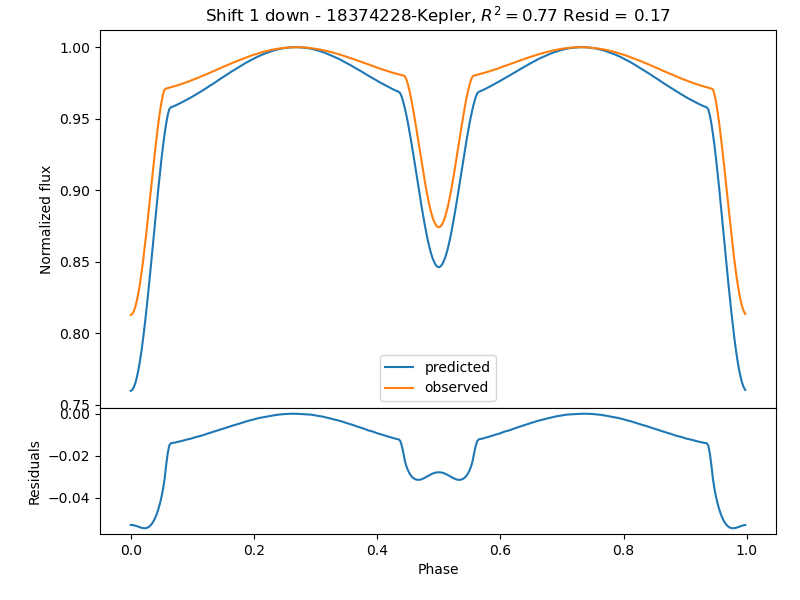 Shift 1 down - 18374228-Kepler, R² = 0.77 Resid = 0.17
Normalized flux
1.00
0.95
0.90
0.85
0.80
0.75
predicted
observed
Residuals
0.00
−0.02
−0.04
0.0 0.2 0.4 0.6 0.8 1.0
Phase